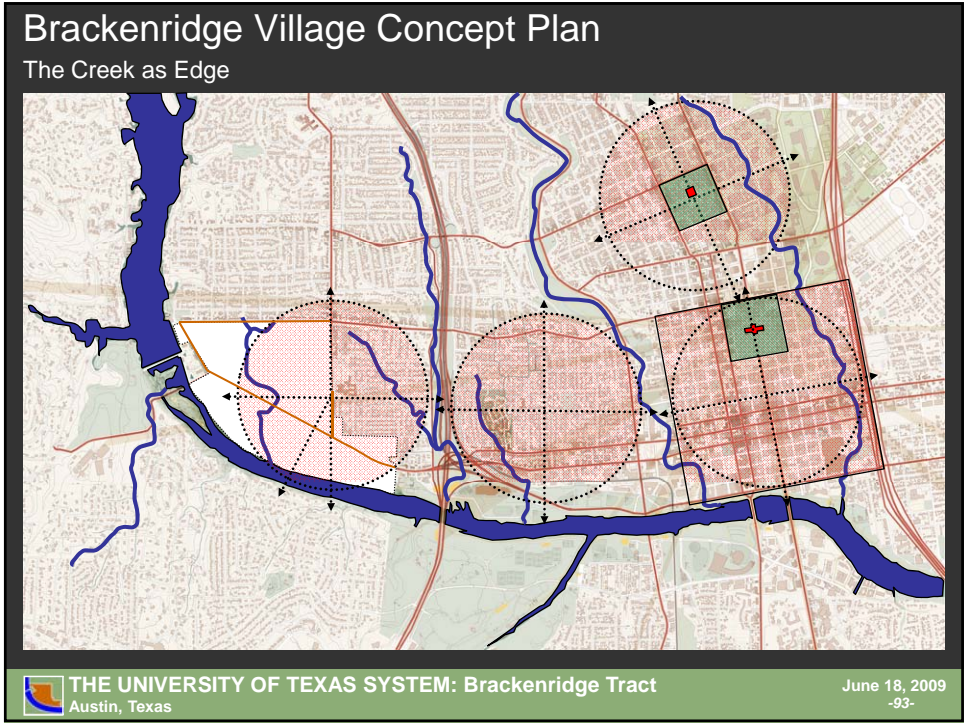 Brackenridge Village Concept Plan
The Creek as Edge
THE UNIVERSITY OF TEXAS SYSTEM: Brackenridge Tract
Austin, Texas
June 18, 2009
-93-